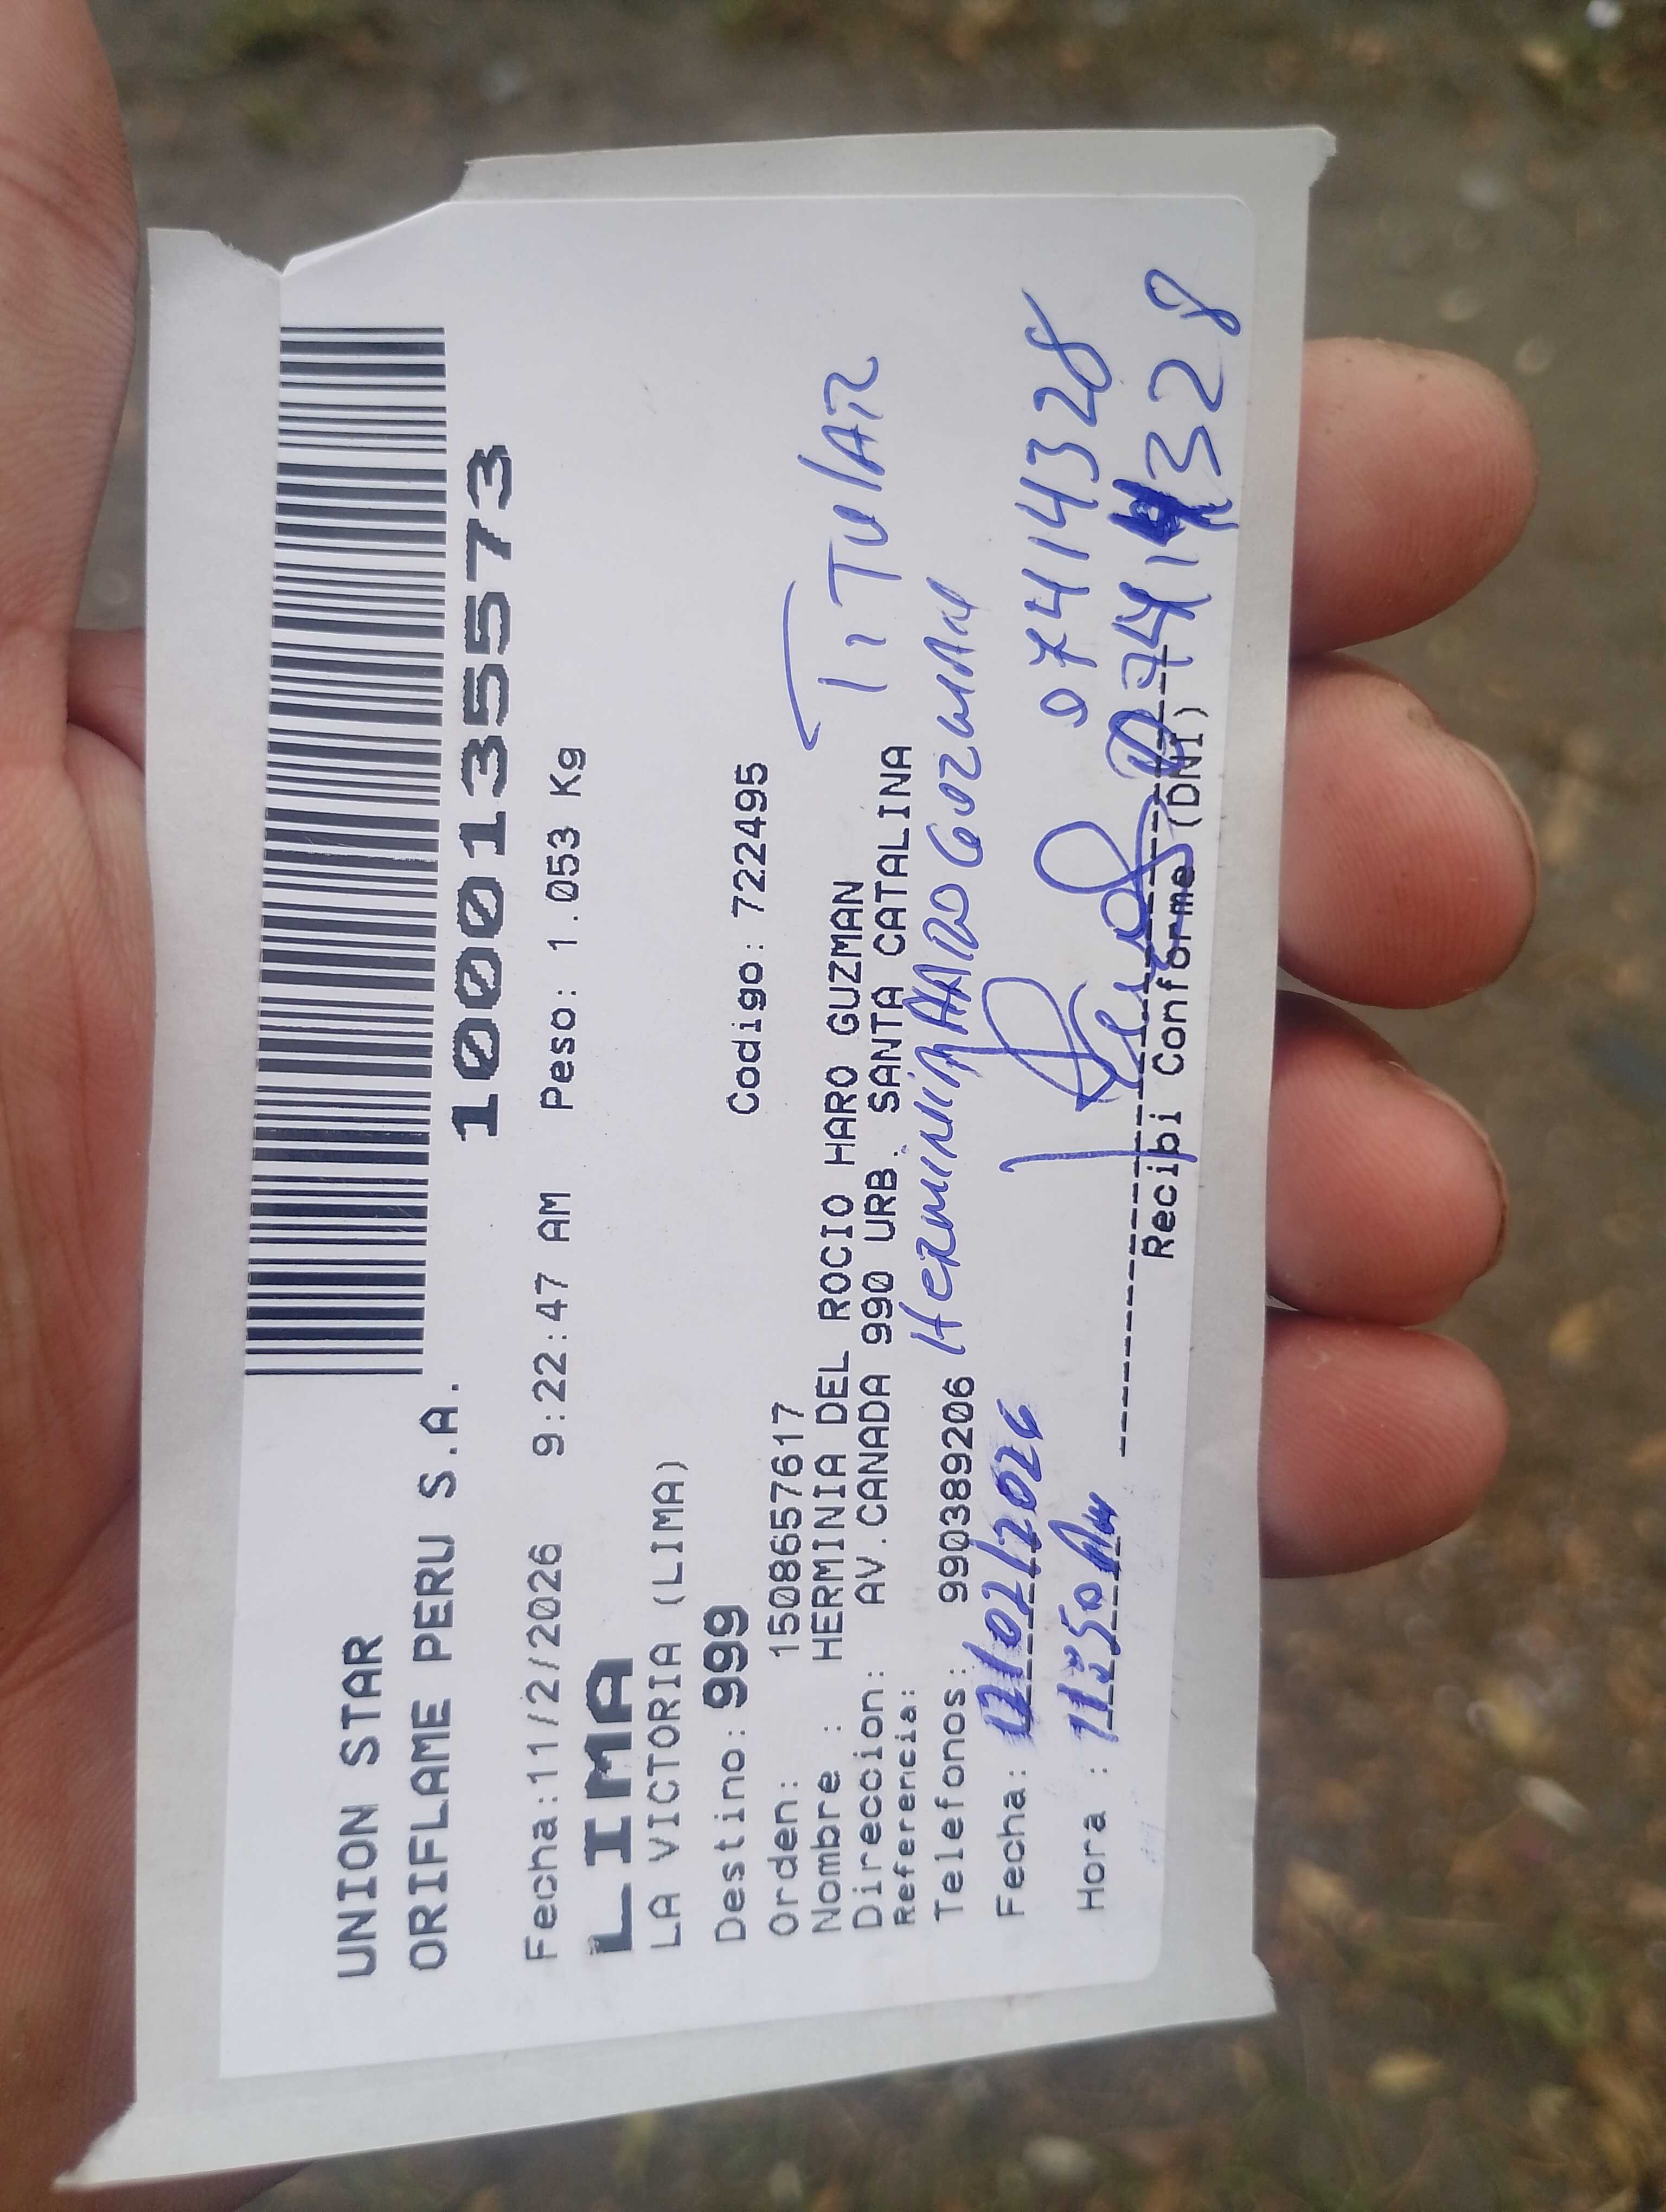 UNION STAR
ORIFLAME PERU S.A.
100135573
Fecha:11/2/2026 9:22:47 AM Peso: 1.053 Kg
LIMA
LA VICTORIA (LIMA)
Destino: 999 Codigo: 722495
Orden: 1508657617
Nombre : HERMINIA DEL ROCIO HARO GUZMAN
TITULAR
Direccion: AV.CANADA 990 URB. SANTA CATALINA
Referencia:
Telefonos: 990389206 Herminia HARO GUZMAN
Fecha: 12/02/2026
07414328
Hora : 11:50 AM
07414328
Recibi Conforme (DNI)